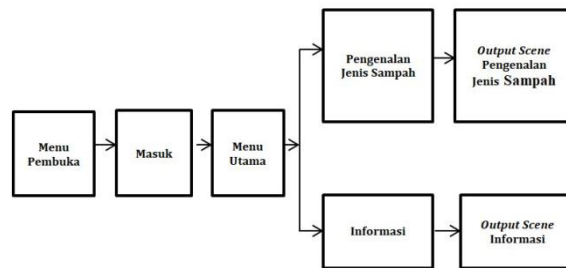 Menu
Pembuka
Masuk
Menu
Utama
Pengenalan
Jenis Sampah
Output Scene
Pengenalan
Jenis Sampah
Informasi
Output Scene
Informasi